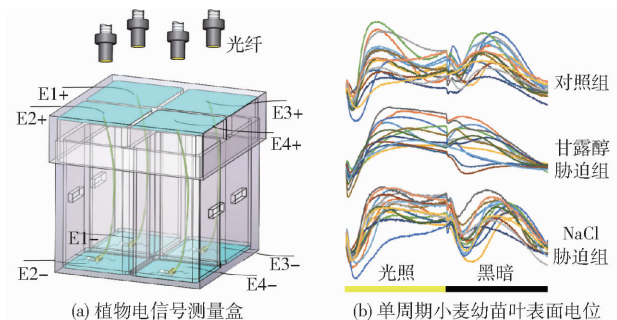 光纤
E1+
E2+
E3+
E4+
E1−
E2−
E3−
E4−
(a) 植物电信号测量盒
对照组
甘露醇
胁迫组
NaCl
胁迫组
光照
黑暗
(b) 单周期小麦幼苗叶表面电位